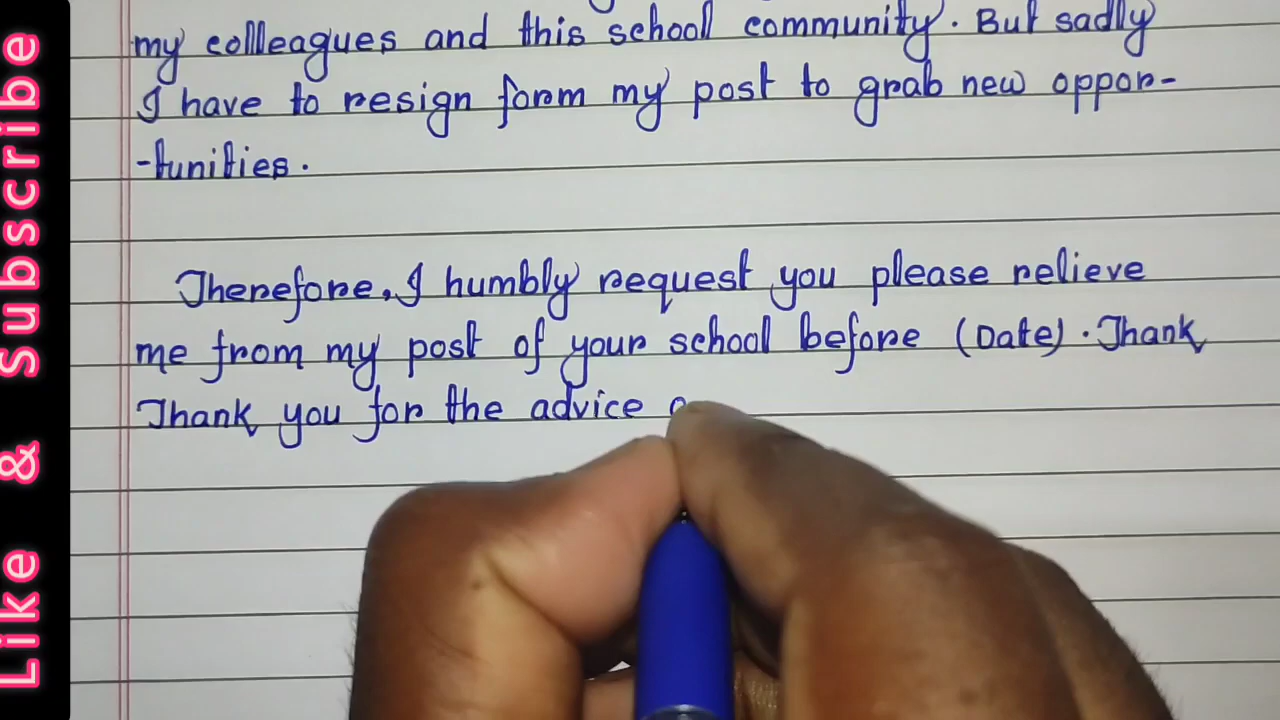 my colleagues and this school community. But sadly
I have to resign form my post to grab new oppor-
-tunities.
Therefore, I humbly request you please relieve
me from my post of your school before (Date). Thank
Thank you for the advice
Like & Subscribe